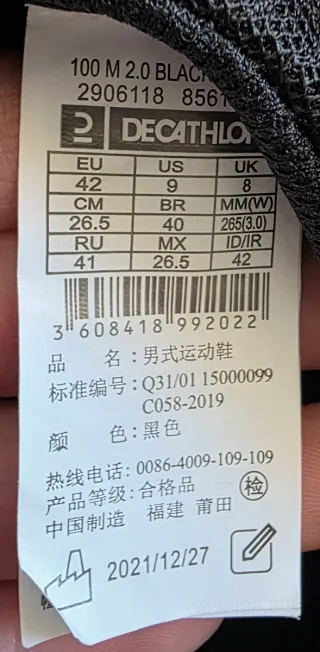 100 M 2.0 BLACK
2906118 8561
DECATHLON
EU US UK
42 9 8
CM BR MM(W)
26.5 40 265(3.0)
RU MX ID/IR
41 26.5 42
3 608418 992022
品 名：男式运动鞋
标准编号：Q31/01 15000099
C058-2019
颜 色：黑色
热线电话：0086-4009-109-109
产品等级：合格品 检
中国制造 福建 莆田
2021/12/27